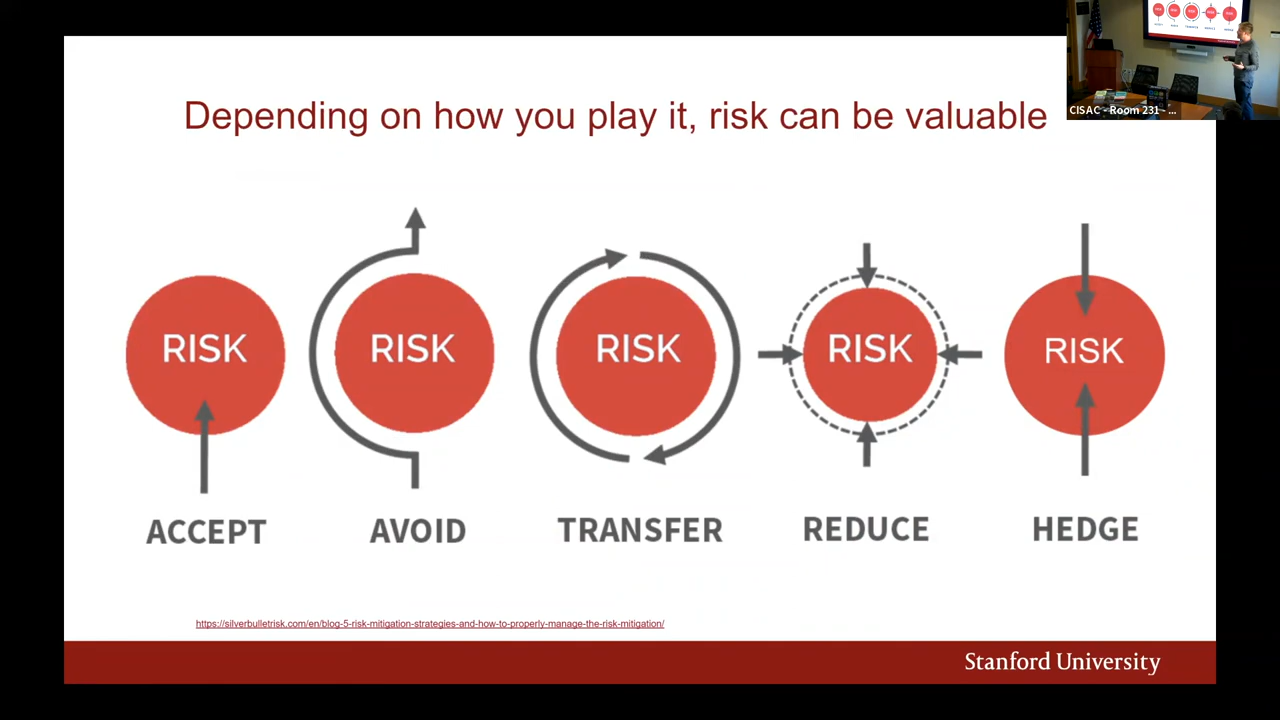 Depending on how you play it, risk can be valuable
CISAC - Room 231 - ...
RISK
RISK
RISK
RISK
RISK
ACCEPT
AVOID
TRANSFER
REDUCE
HEDGE
https://silverbulletrisk.com/en/blog-5-risk-mitigation-strategies-and-how-to-properly-manage-the-risk-mitigation/
Stanford University